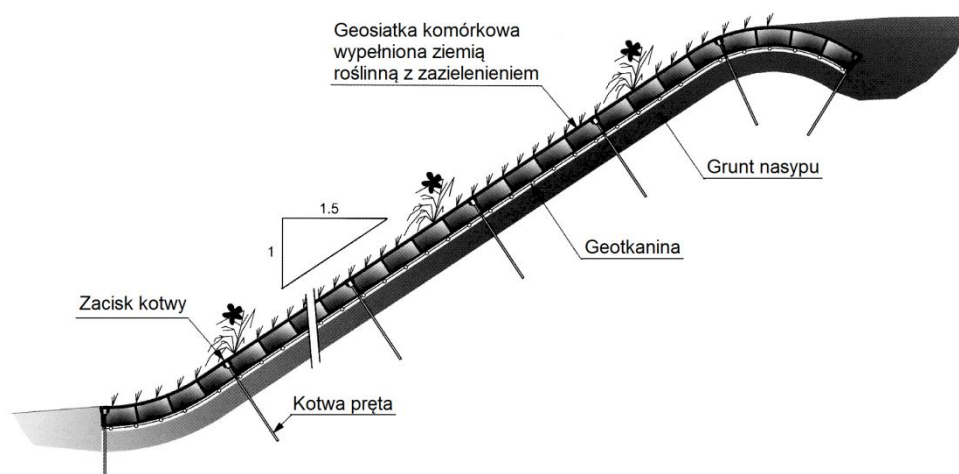 Geosiatka komórkowa
wypełniona ziemią
roślinną z zazielenieniem
Grunt nasypu
1.5
1
Geotkanina
Zacisk kotwy
Kotwa pręta